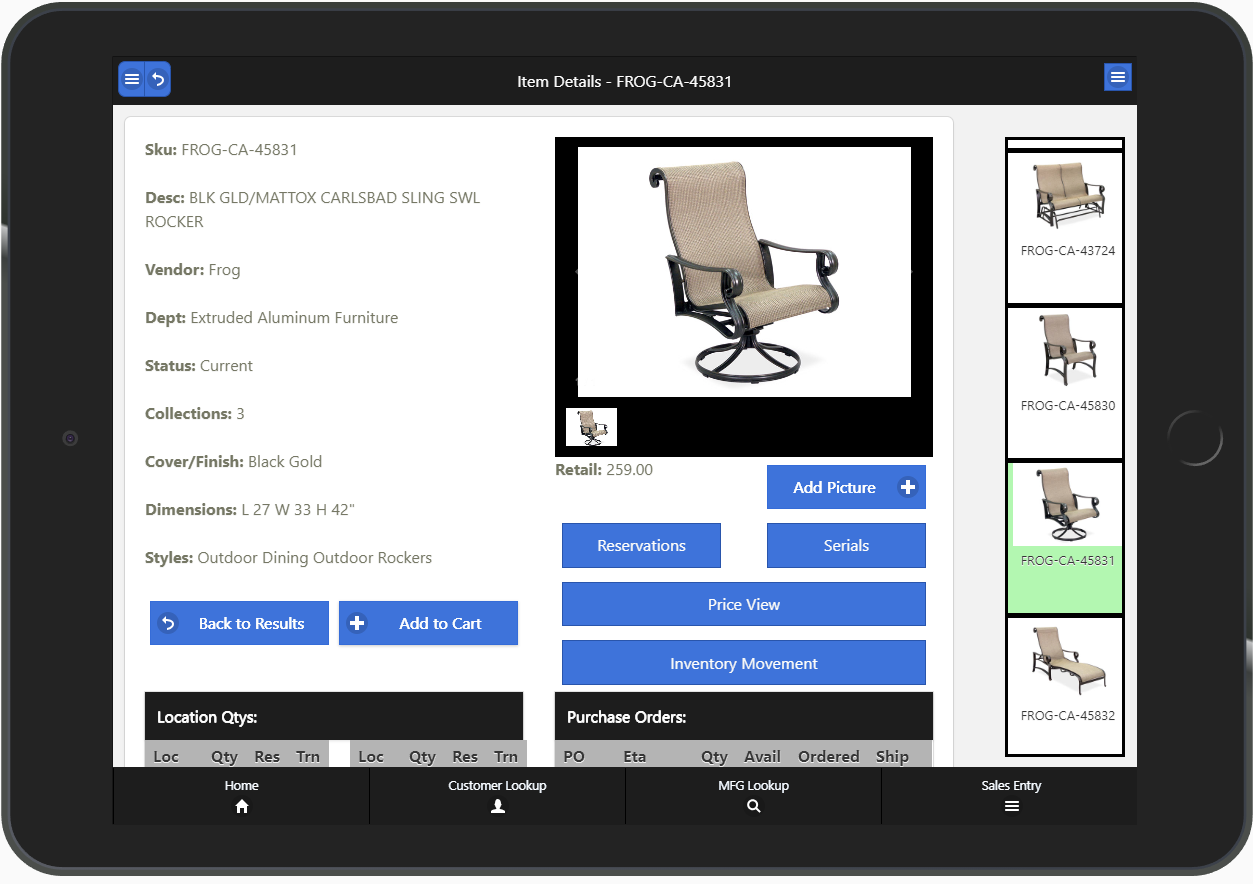 Item Details - FROG-CA-45831
Sku: FROG-CA-45831
Desc: BLK GLD/MATTOX CARLSBAD SLING SWL
ROCKER
Vendor: Frog
Dept: Extruded Aluminum Furniture
Status: Current
Collections: 3
Cover/Finish: Black Gold
Dimensions: L 27 W 33 H 42"
Styles: Outdoor Dining Outdoor Rockers
Back to Results
Add to Cart
Retail: 259.00
Add Picture
Reservations
Serials
Price View
Inventory Movement
Location Qtys:
Loc Qty Res Trn Loc Qty Res Trn
Purchase Orders:
PO Eta Qty Avail Ordered Ship
FROG-CA-43724
FROG-CA-45830
FROG-CA-45831
FROG-CA-45832
Home
Customer Lookup
MFG Lookup
Sales Entry